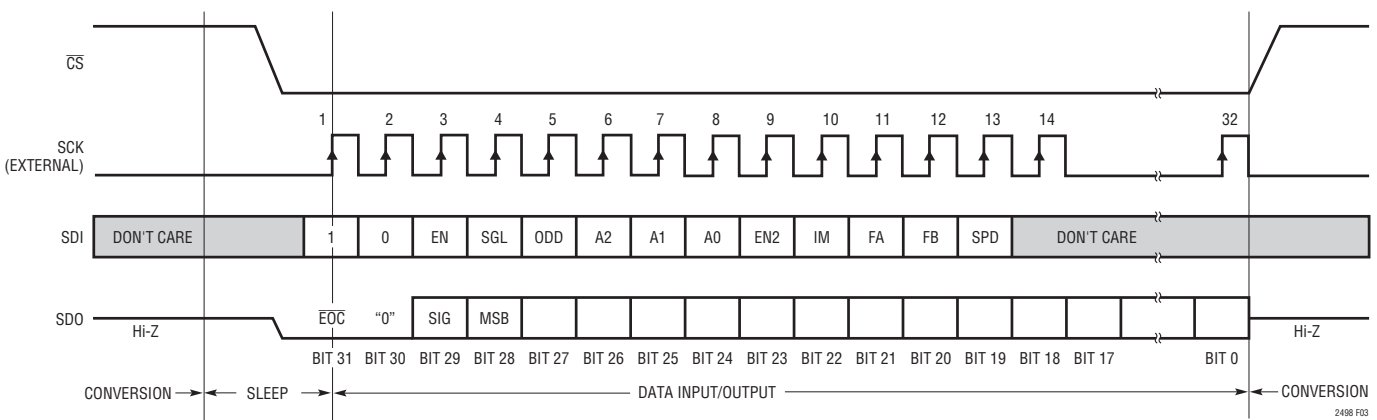 CS
1 2 3 4 5 6 7 8 9 10 11 12 13 14 32
SCK
(EXTERNAL)
SDI DON'T CARE 1 0 EN SGL ODD A2 A1 A0 EN2 IM FA FB SPD DON'T CARE
SDO Hi-Z EOC "0" SIG MSB Hi-Z
BIT 31 BIT 30 BIT 29 BIT 28 BIT 27 BIT 26 BIT 25 BIT 24 BIT 23 BIT 22 BIT 21 BIT 20 BIT 19 BIT 18 BIT 17 BIT 0
CONVERSION SLEEP DATA INPUT/OUTPUT CONVERSION
2498 F03